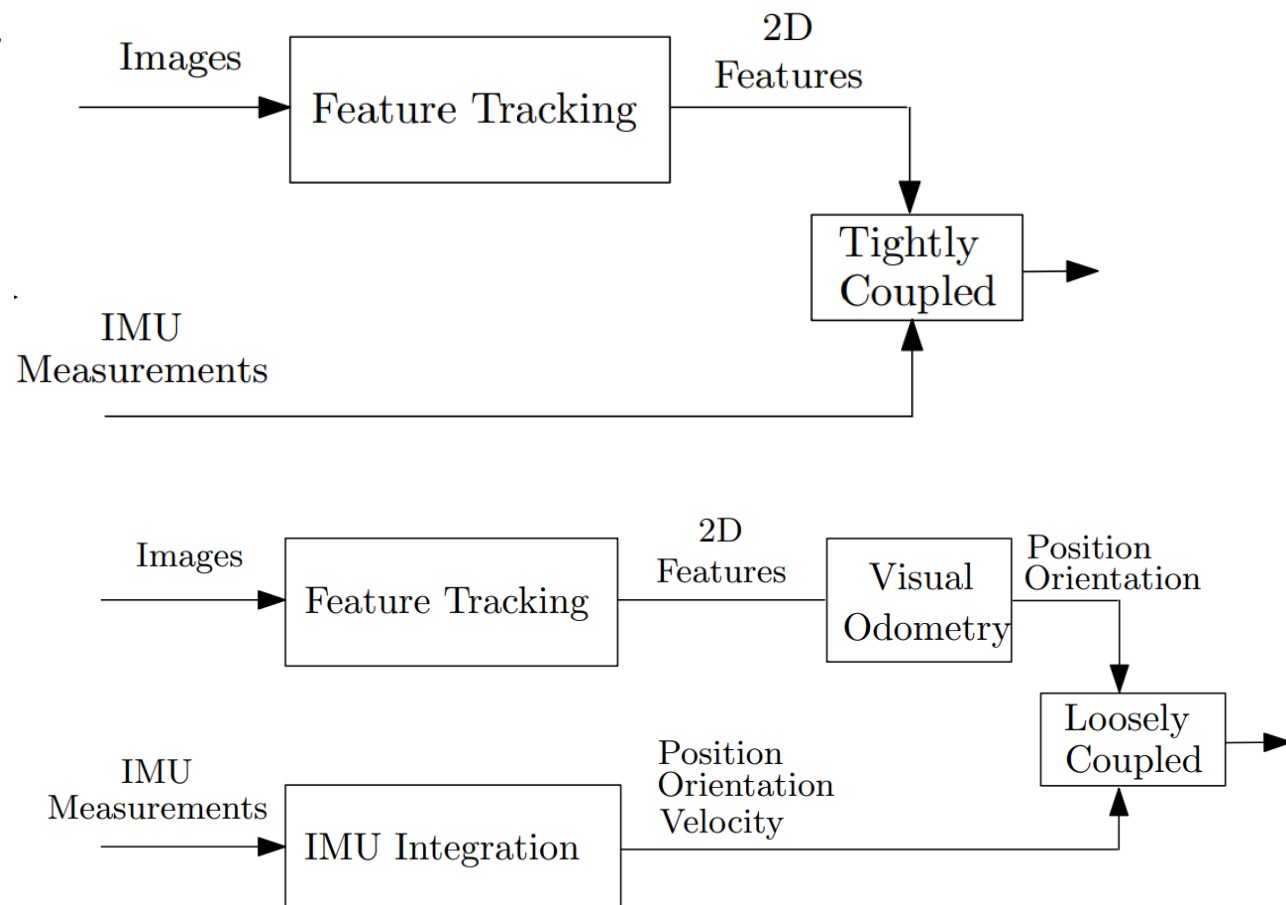 Images
Feature Tracking
2D
Features
Tightly
Coupled
IMU
Measurements
Images
Feature Tracking
2D
Features
Visual
Odometry
Position
Orientation
Loosely
Coupled
IMU
Measurements
IMU Integration
Position
Orientation
Velocity